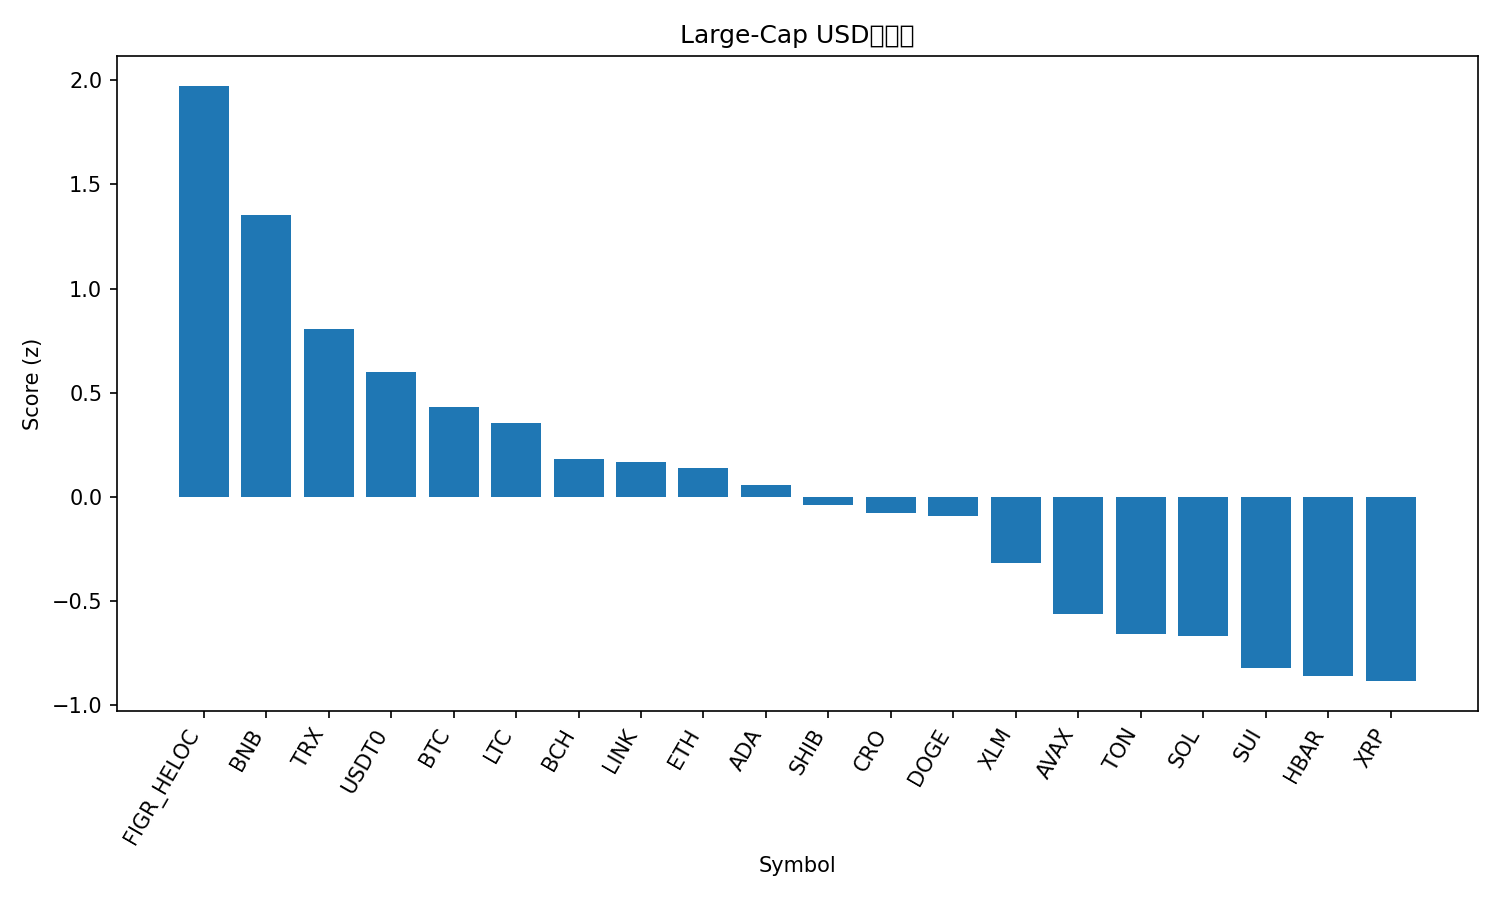 Large-Cap USD
2.0
1.5
1.0
0.5
0.0
−0.5
−1.0
Score (z)
FIGR_HELOC
BNB
TRX
USDT0
BTC
LTC
BCH
LINK
ETH
ADA
SHIB
CRO
DOGE
XLM
AVAX
TON
SOL
SUI
HBAR
XRP
Symbol